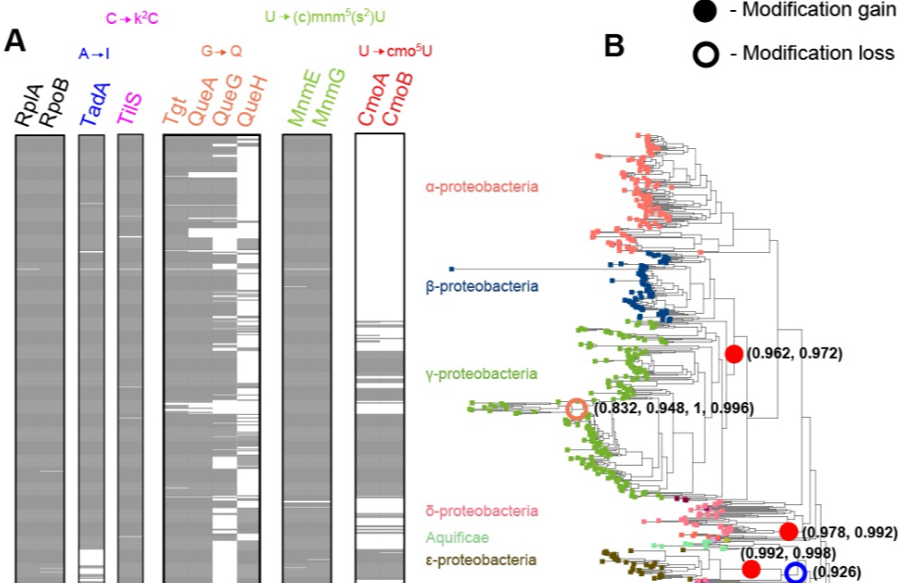 A
C→k²C
U→(c)mnm⁵(s²)U
A→I
G→Q
U→cmo⁵U
RplA
RpoB
TadA
TilS
Tgt
QueA
QueG
QueH
MnmE
MnmG
CmoA
CmoB
B
- Modification gain
- Modification loss
α-proteobacteria
β-proteobacteria
(0.962, 0.972)
γ-proteobacteria
(0.832, 0.948, 1, 0.996)
δ-proteobacteria
(0.978, 0.992)
Aquificae
(0.992, 0.998)
ε-proteobacteria
(0.926)